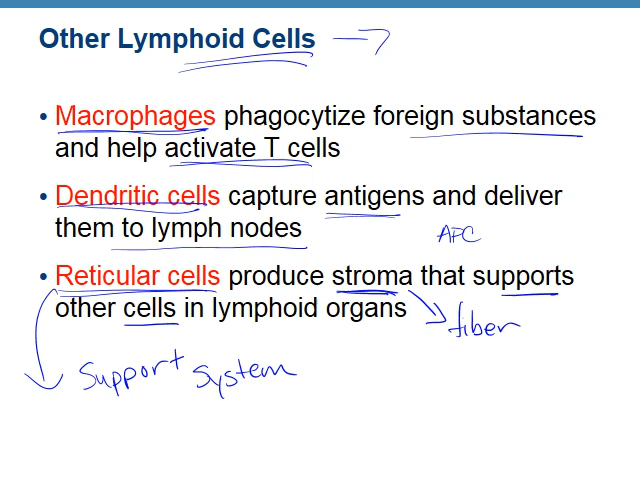 Other Lymphoid Cells
• Macrophages phagocytize foreign substances
and help activate T cells
• Dendritic cells capture antigens and deliver
them to lymph nodes
APC
• Reticular cells produce stroma that supports
other cells in lymphoid organs
fiber
Support System